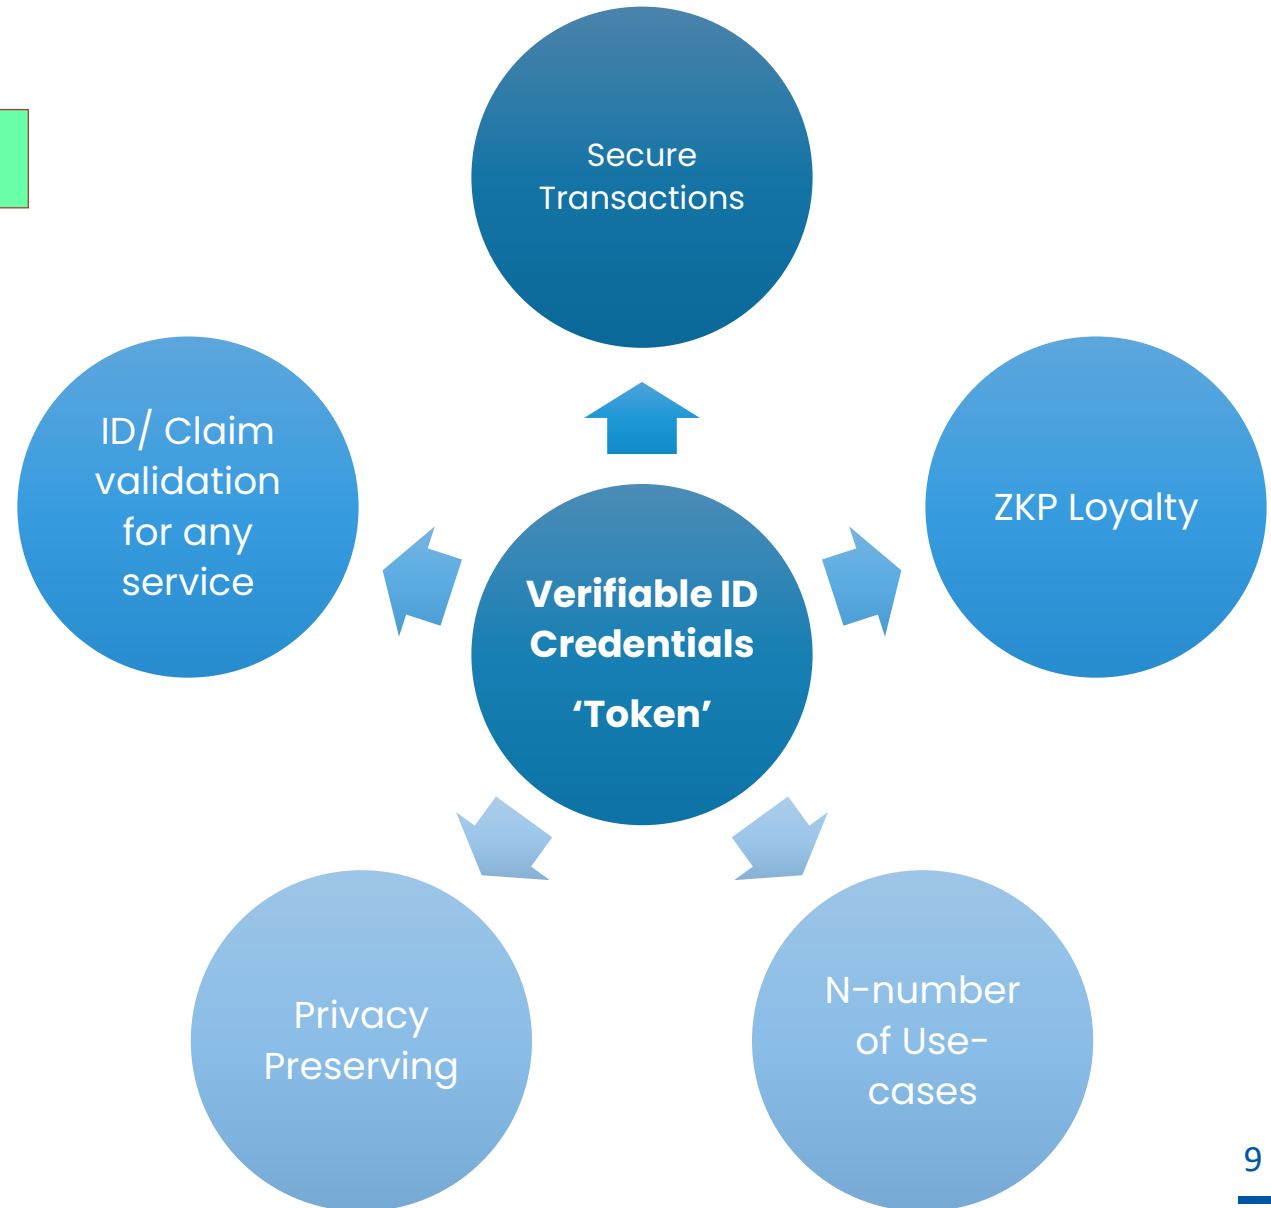 Secure
Transactions
ID/ Claim
validation
for any
service
ZKP Loyalty
Verifiable ID
Credentials
‘Token’
Privacy
Preserving
N-number
of Use-
cases
9